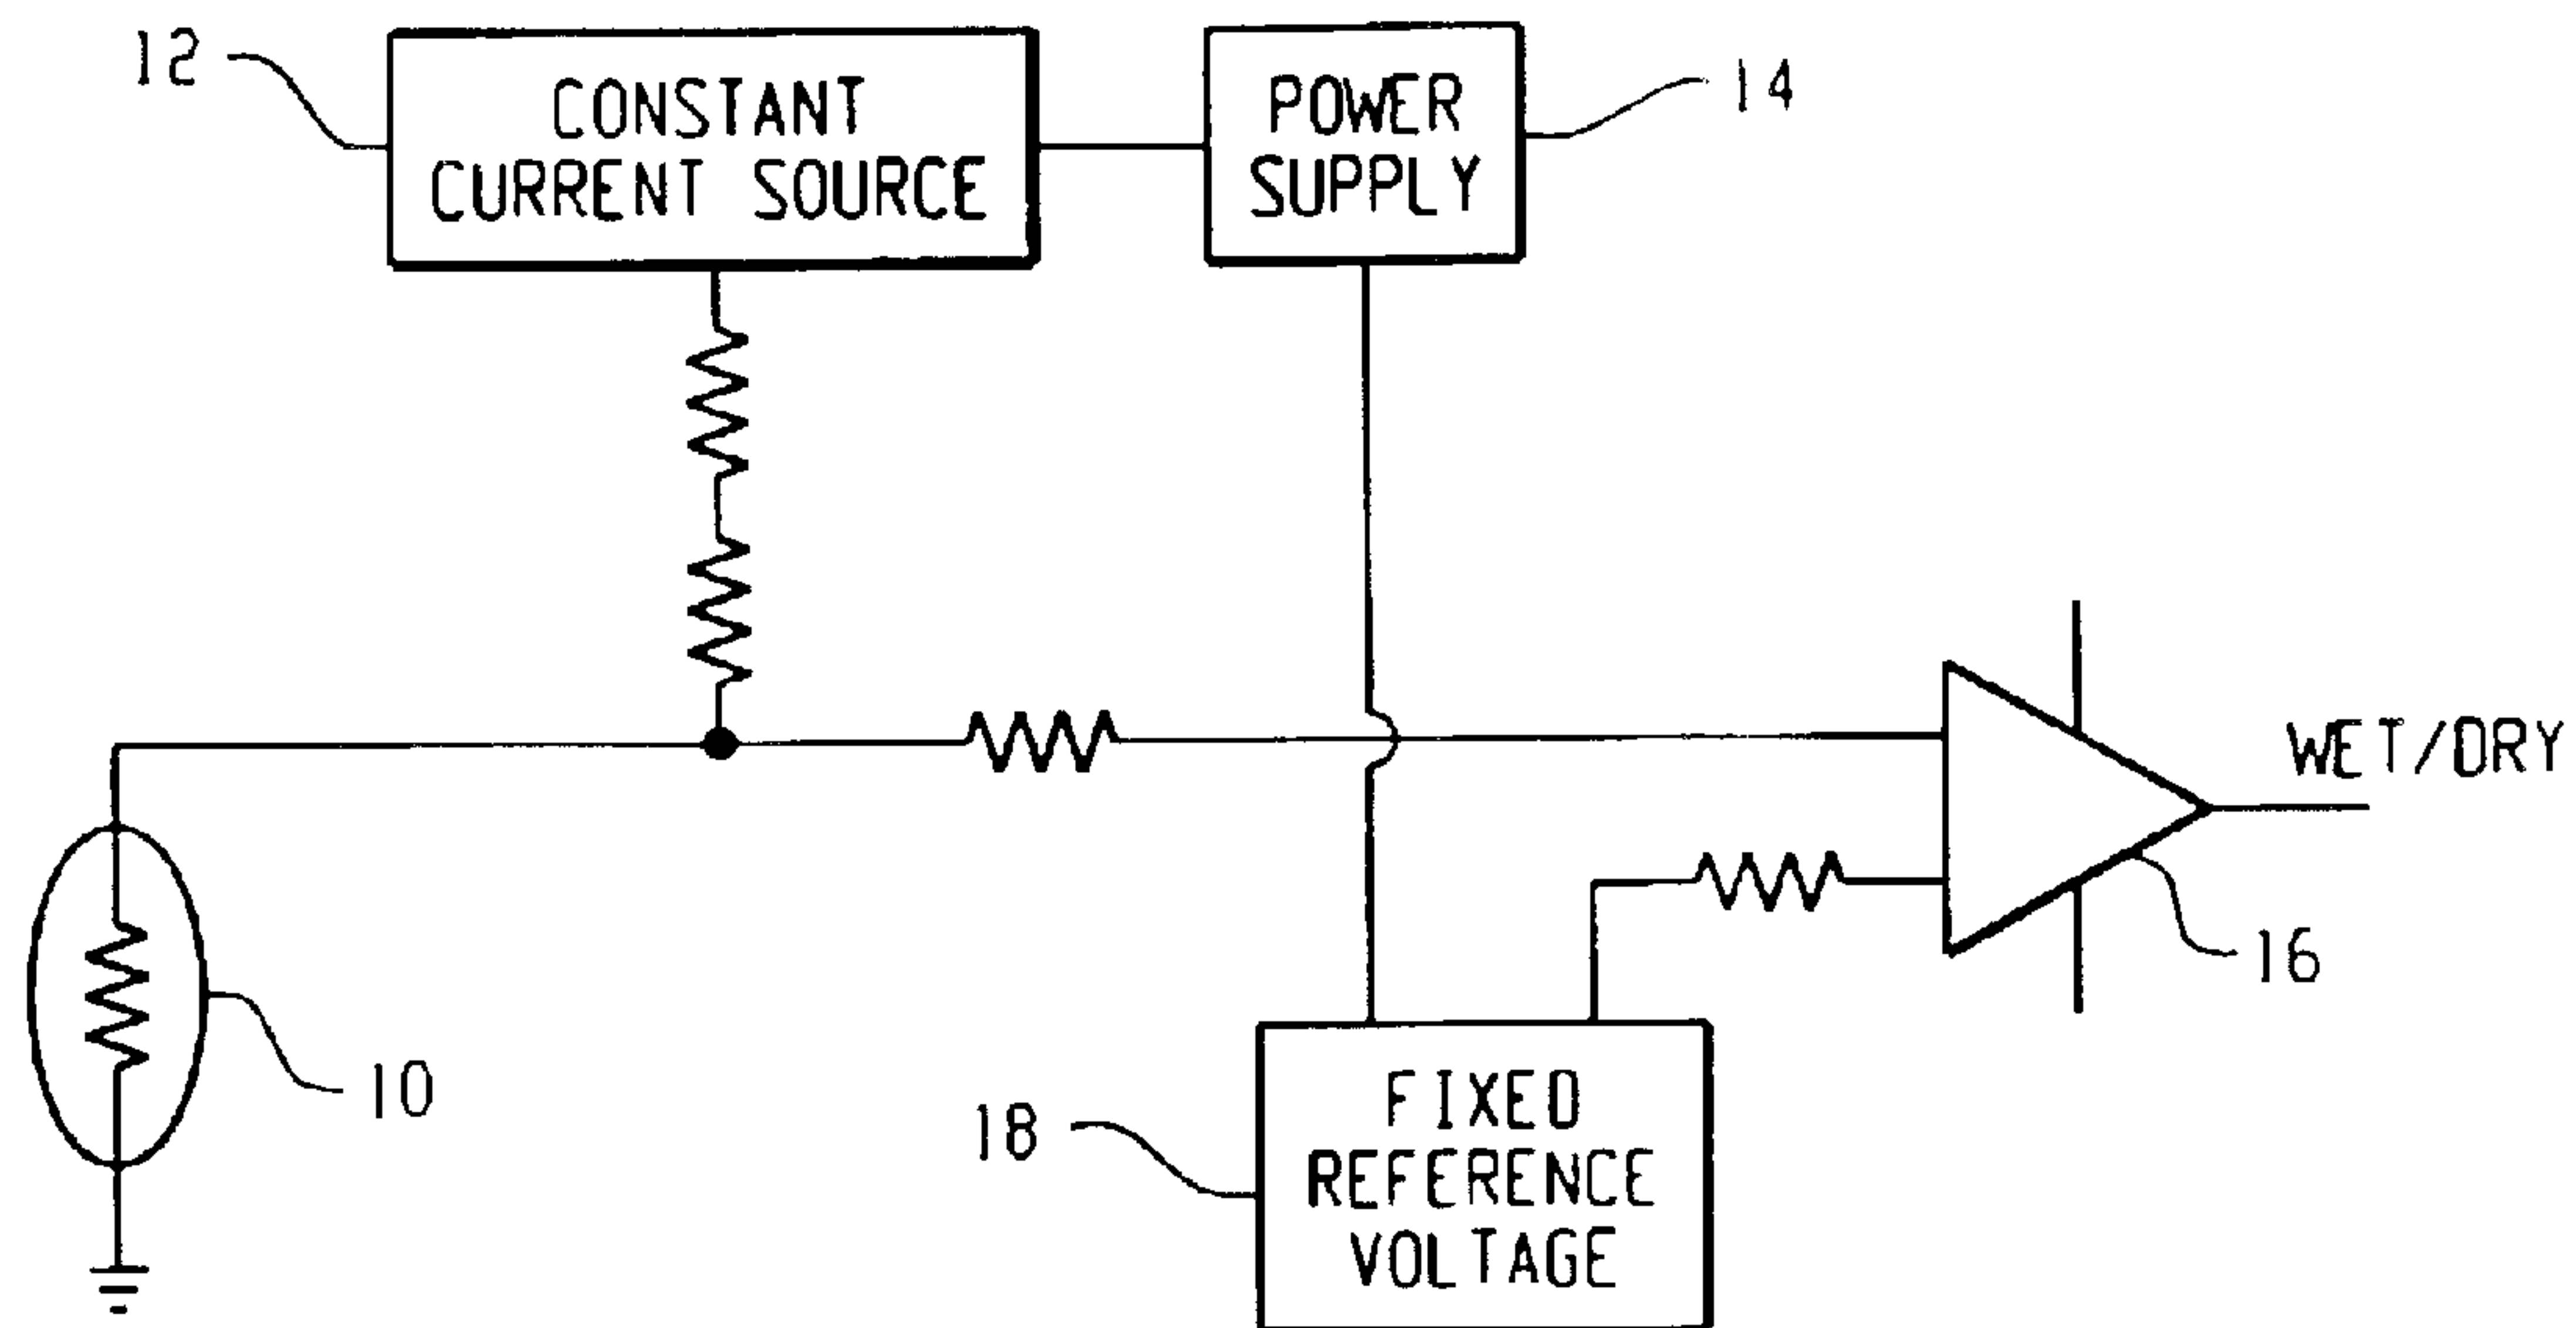 12
CONSTANT
CURRENT SOURCE
POWER
SUPPLY
14
WET/DRY
16
10
18
FIXED
REFERENCE
VOLTAGE